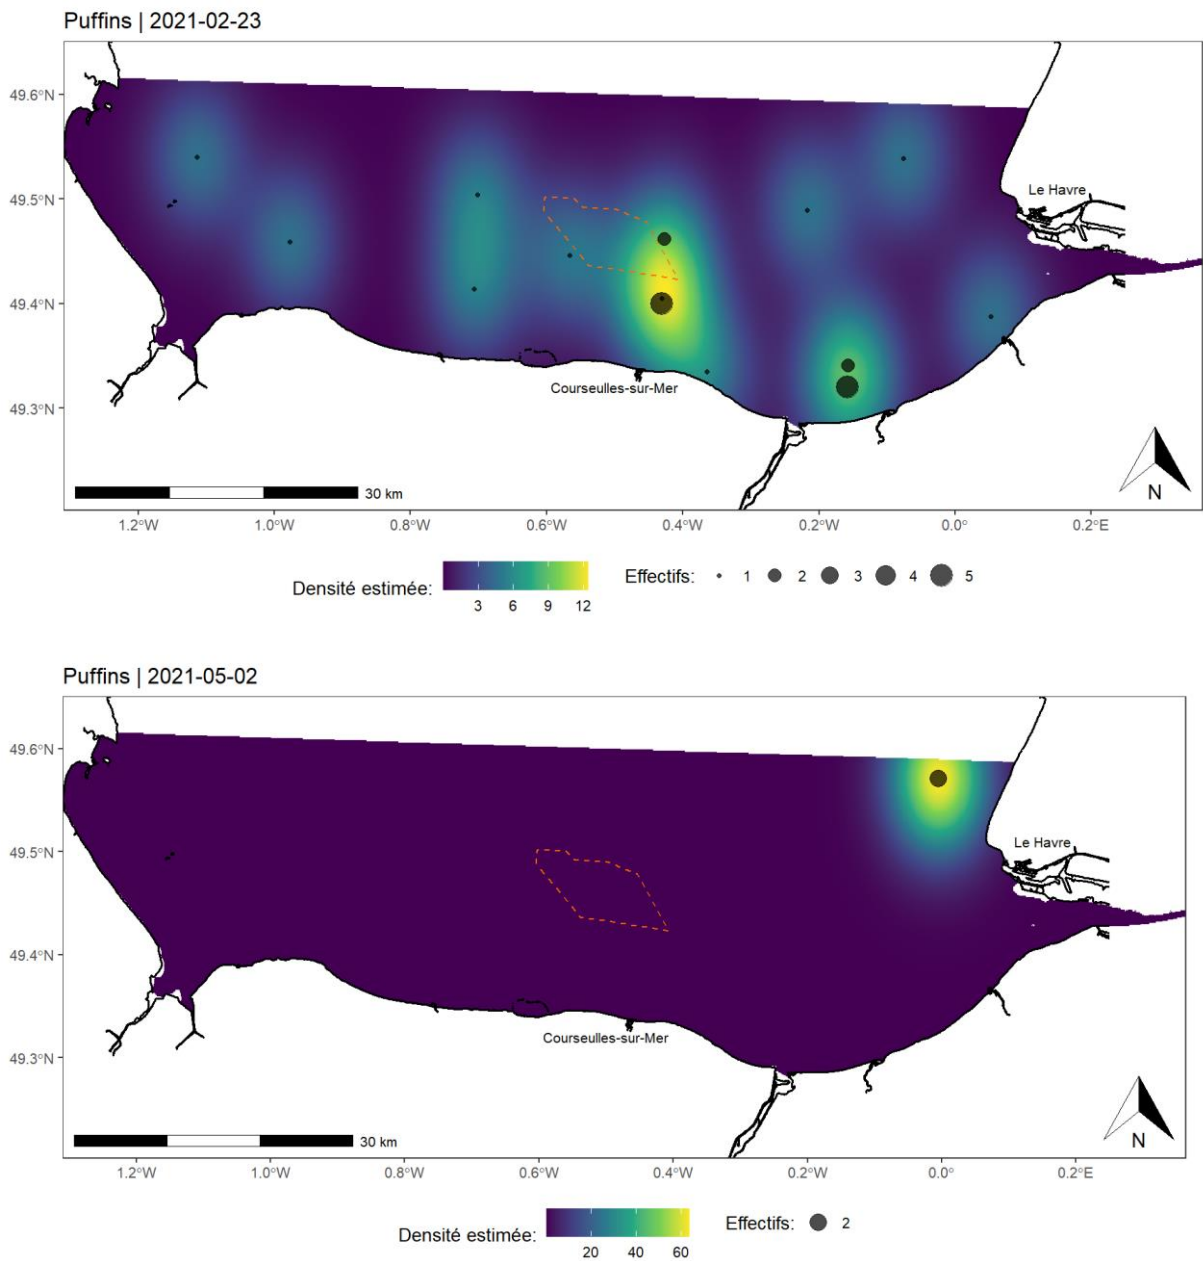 Puffins | 2021-02-23
49.6°N
49.5°N
Le Havre
49.4°N
49.3°N
Courseulles-sur-Mer
30 km
N
1.2°W 1.0°W 0.8°W 0.6°W 0.4°W 0.2°W 0.0° 0.2°E
Densité estimée: Effectifs: 1 2 3 4 5
3 6 9 12
Puffins | 2021-05-02
49.6°N
49.5°N
Le Havre
49.4°N
49.3°N
Courseulles-sur-Mer
30 km
N
1.2°W 1.0°W 0.8°W 0.6°W 0.4°W 0.2°W 0.0° 0.2°E
Densité estimée: Effectifs: 2
20 40 60